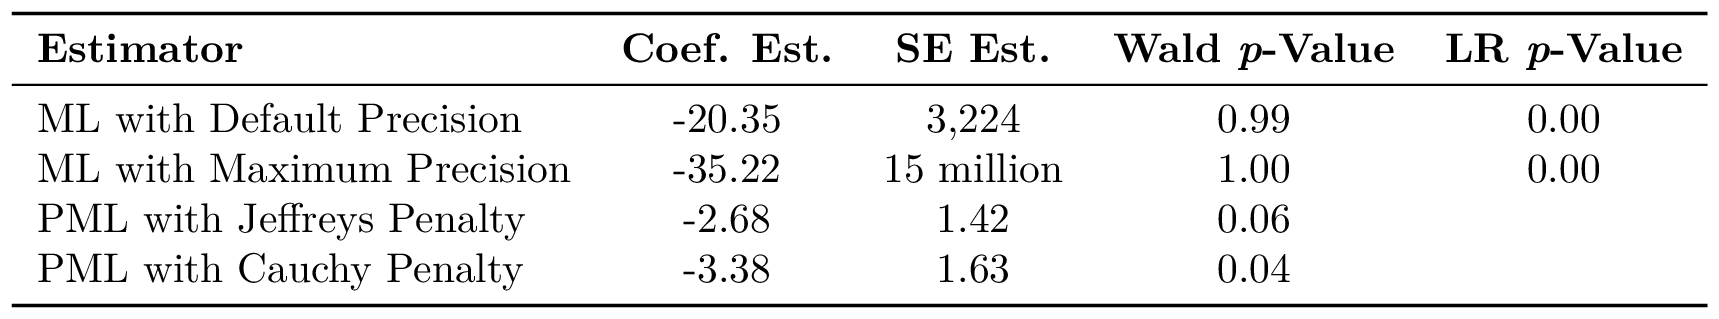 Estimator Coef. Est. SE Est. Wald p-Value LR p-Value
ML with Default Precision -20.35 3,224 0.99 0.00
ML with Maximum Precision -35.22 15 million 1.00 0.00
PML with Jeffreys Penalty -2.68 1.42 0.06
PML with Cauchy Penalty -3.38 1.63 0.04